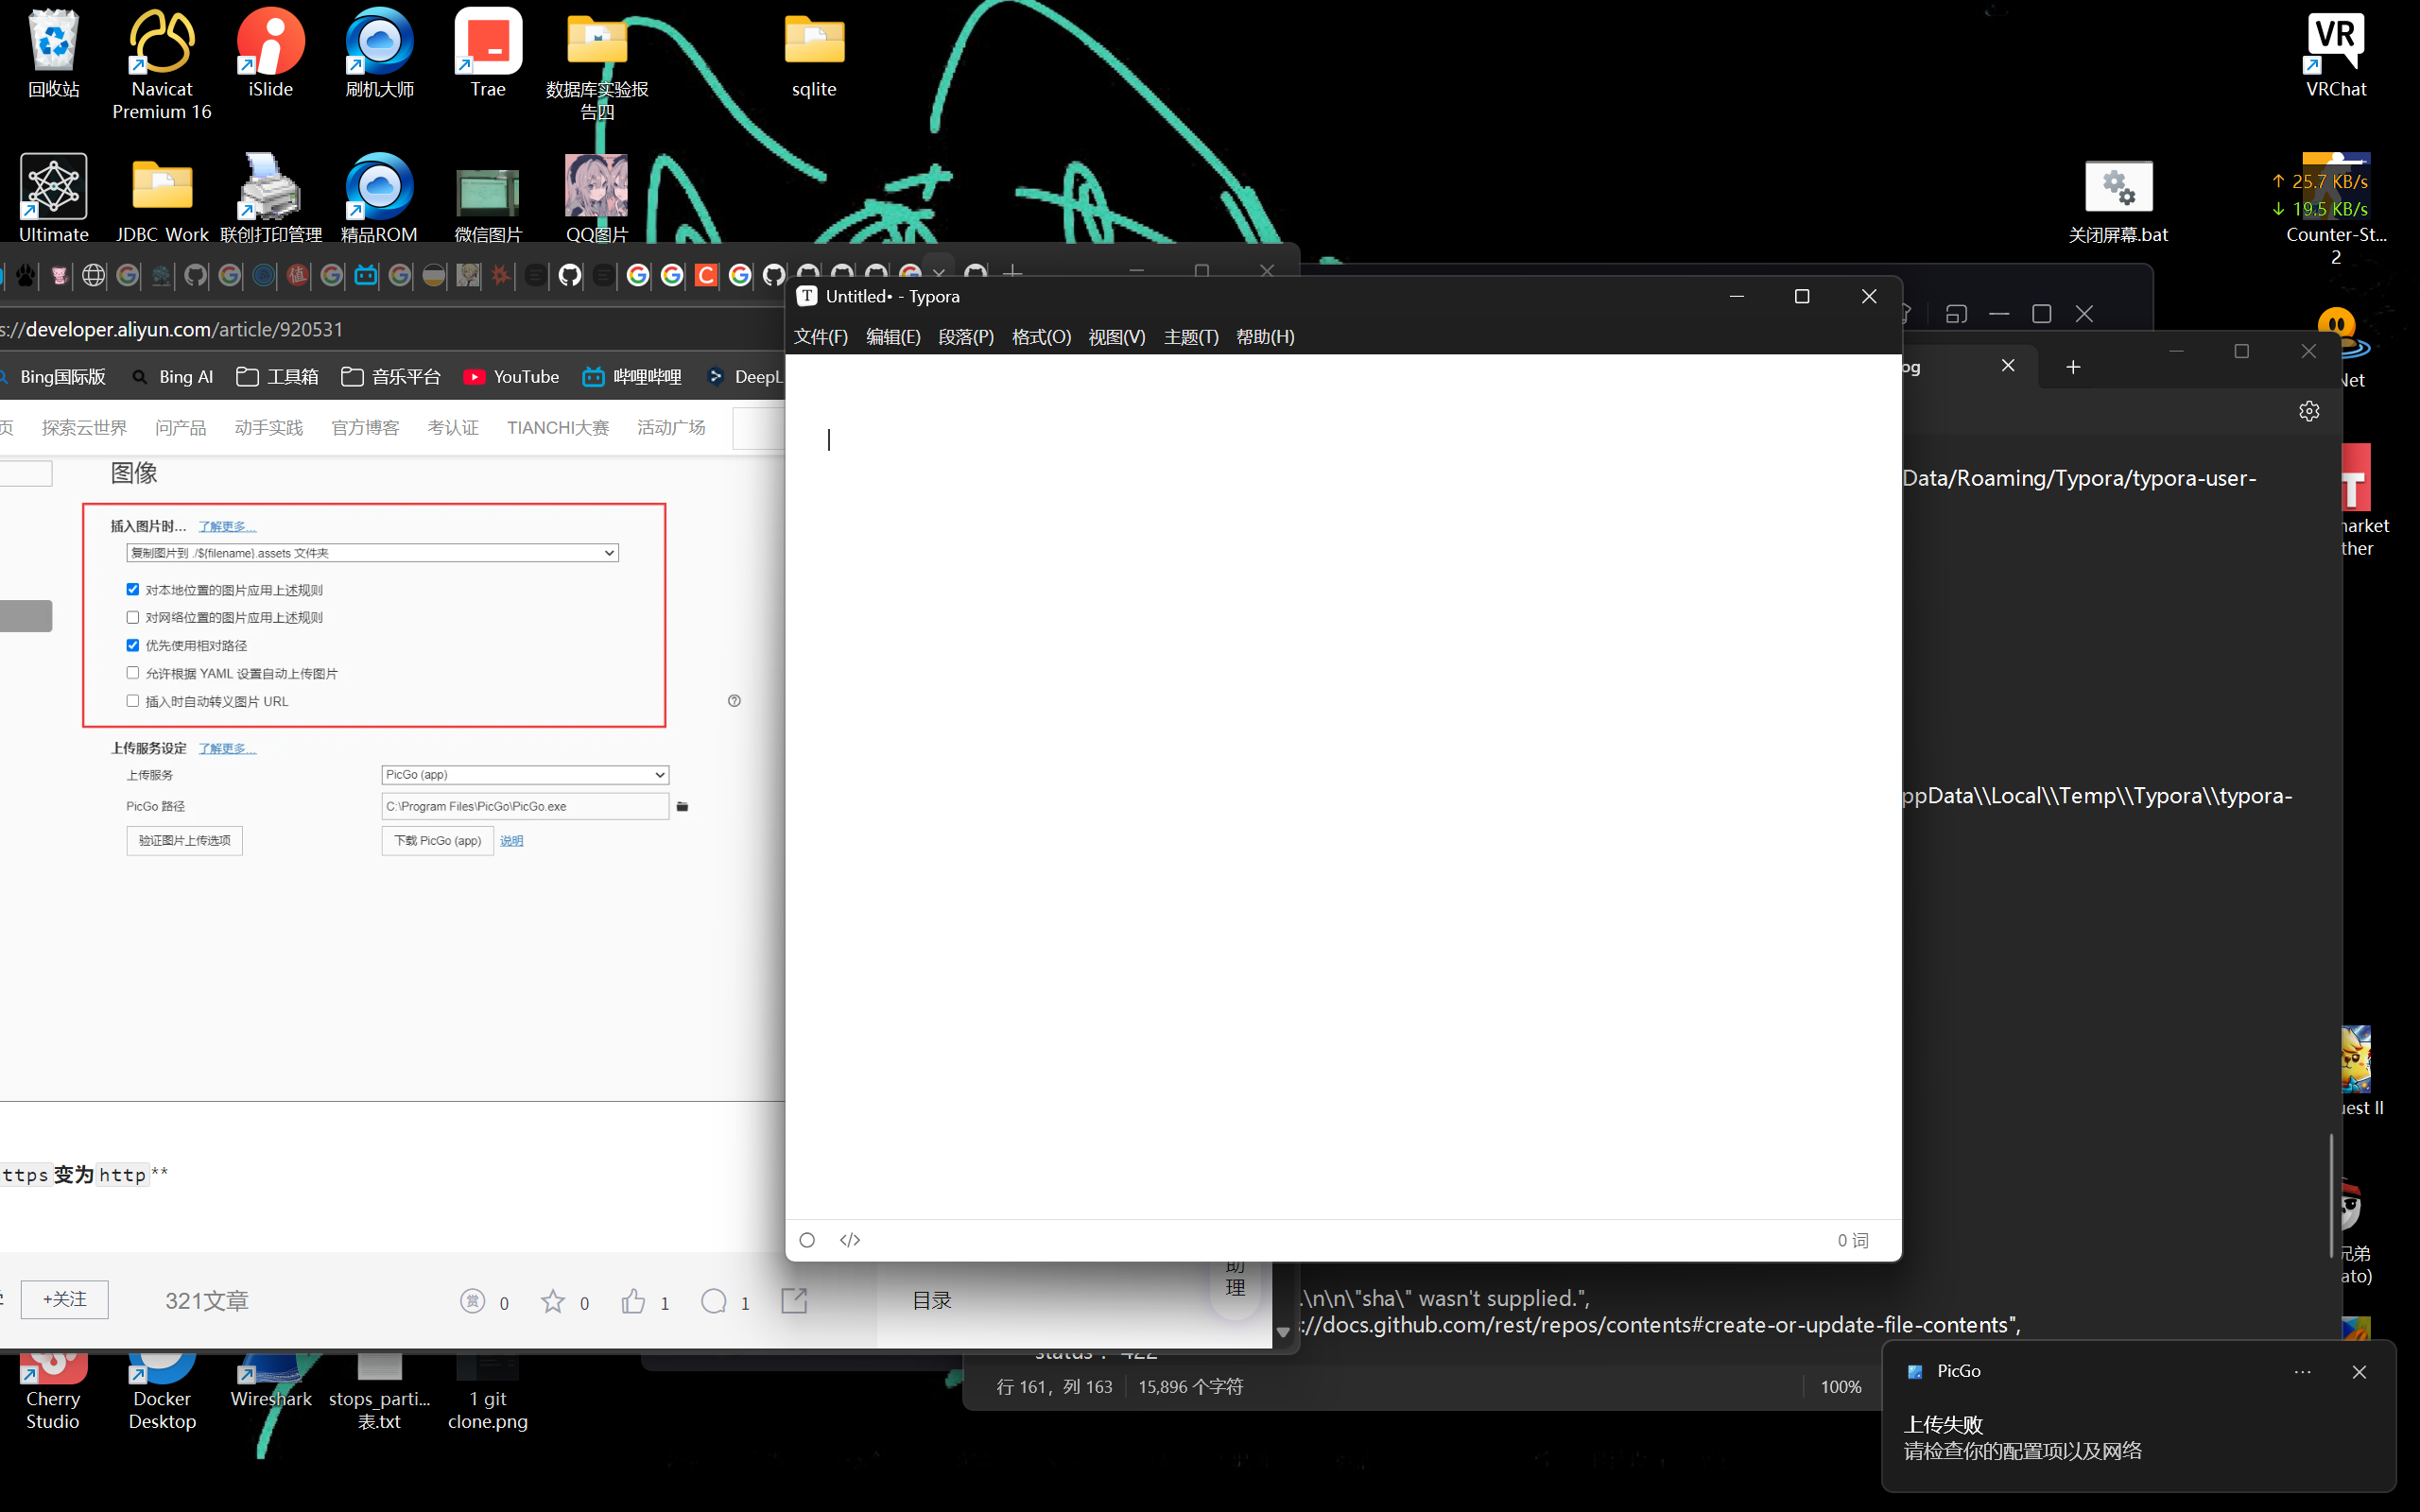 回收站
Navicat Premium 16
iSlide
刷机大师
Trae
数据库实验报告四
sqlite
VRChat
Ultimate
JDBC_Work
联创打印管理
精品ROM
微信图片
QQ图片
关闭屏幕.bat
↑ 25.7 KB/s
↓ 19.5 KB/s
Counter-St... 2
s://developer.aliyun.com/article/920531
Bing国际版
Bing AI
工具箱
音乐平台
YouTube
哔哩哔哩
DeepL
页
探索云世界
问产品
动手实践
官方博客
考认证
TIANCHI大赛
活动广场
图像
插入图片时... 了解更多...
复制图片到 ./${filename}.assets 文件夹
对本地位置的图片应用上述规则
对网络位置的图片应用上述规则
优先使用相对路径
允许根据 YAML 设置自动上传图片
插入时自动转义图片 URL
上传服务设定 了解更多...
上传服务
PicGo (app)
PicGo 路径
C:\Program Files\PicGo\PicGo.exe
验证图片上传选项
下载 PicGo (app)
说明
ttps变为http**
+关注
321文章
赏 0
0
1
1
目录
助
理
Untitled• - Typora
文件(F) 编辑(E) 段落(P) 格式(O) 视图(V) 主题(T) 帮助(H)
0 词
og
Data/Roaming/Typora/typora-user-
ppData\\Local\\Temp\\Typora\\typora-
.\n\n\"sha\" wasn't supplied.",
://docs.github.com/rest/repos/contents#create-or-update-file-contents",
行 161，列 163
15,896 个字符
100%
Net
arket
ther
uest II
兄弟
ato)
Cherry Studio
Docker Desktop
Wireshark
stops_parti... 表.txt
1 git clone.png
PicGo
上传失败
请检查你的配置项以及网络